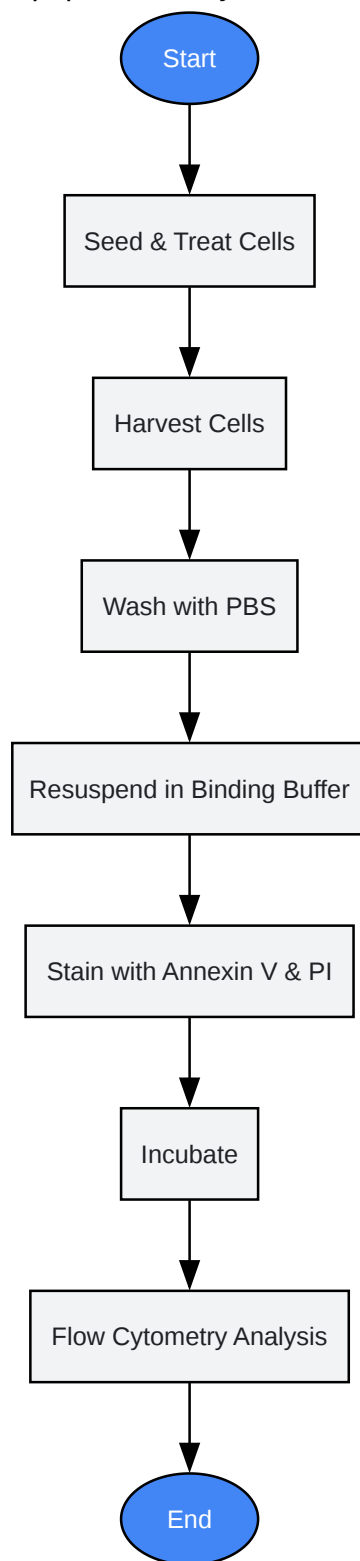 Start
Seed & Treat Cells
Harvest Cells
Wash with PBS
Resuspend in Binding Buffer
Stain with Annexin V & PI
Incubate
Flow Cytometry Analysis
End